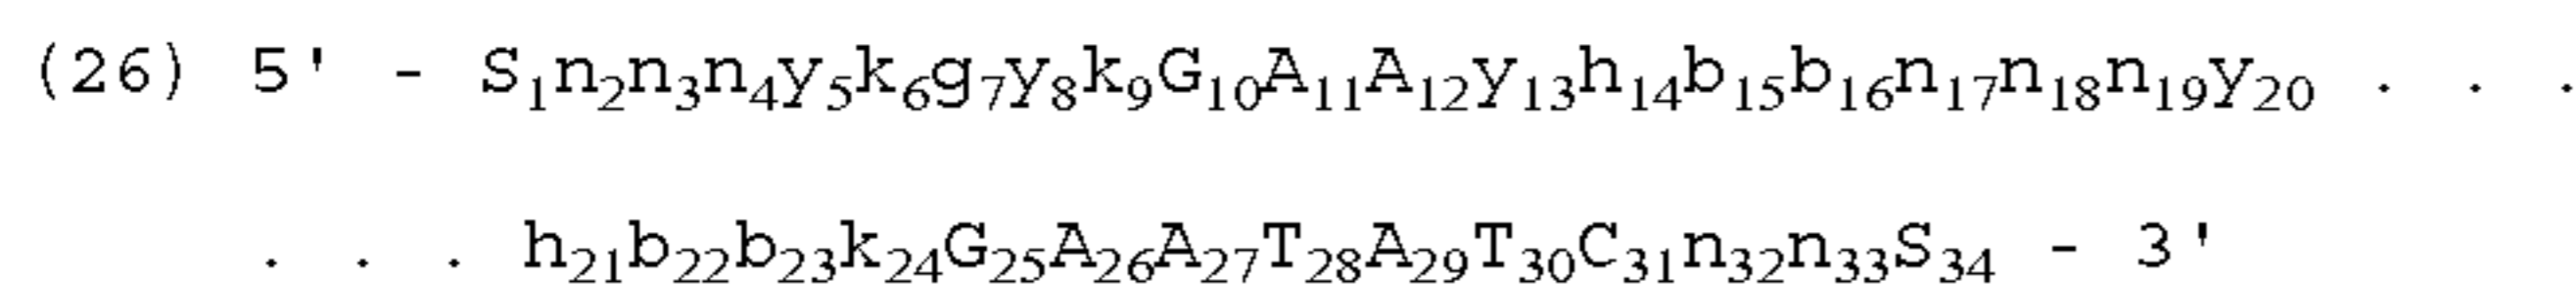 (26) 5' - S₁n₂n₃n₄y₅k₆g₇y₈k₉G₁₀A₁₁A₁₂y₁₃h₁₄b₁₅b₁₆n₁₇n₁₈n₁₉y₂₀ . . .
. . . h₂₁b₂₂b₂₃k₂₄G₂₅A₂₆A₂₇T₂₈A₂₉T₃₀C₃₁n₃₂n₃₃S₃₄ - 3'